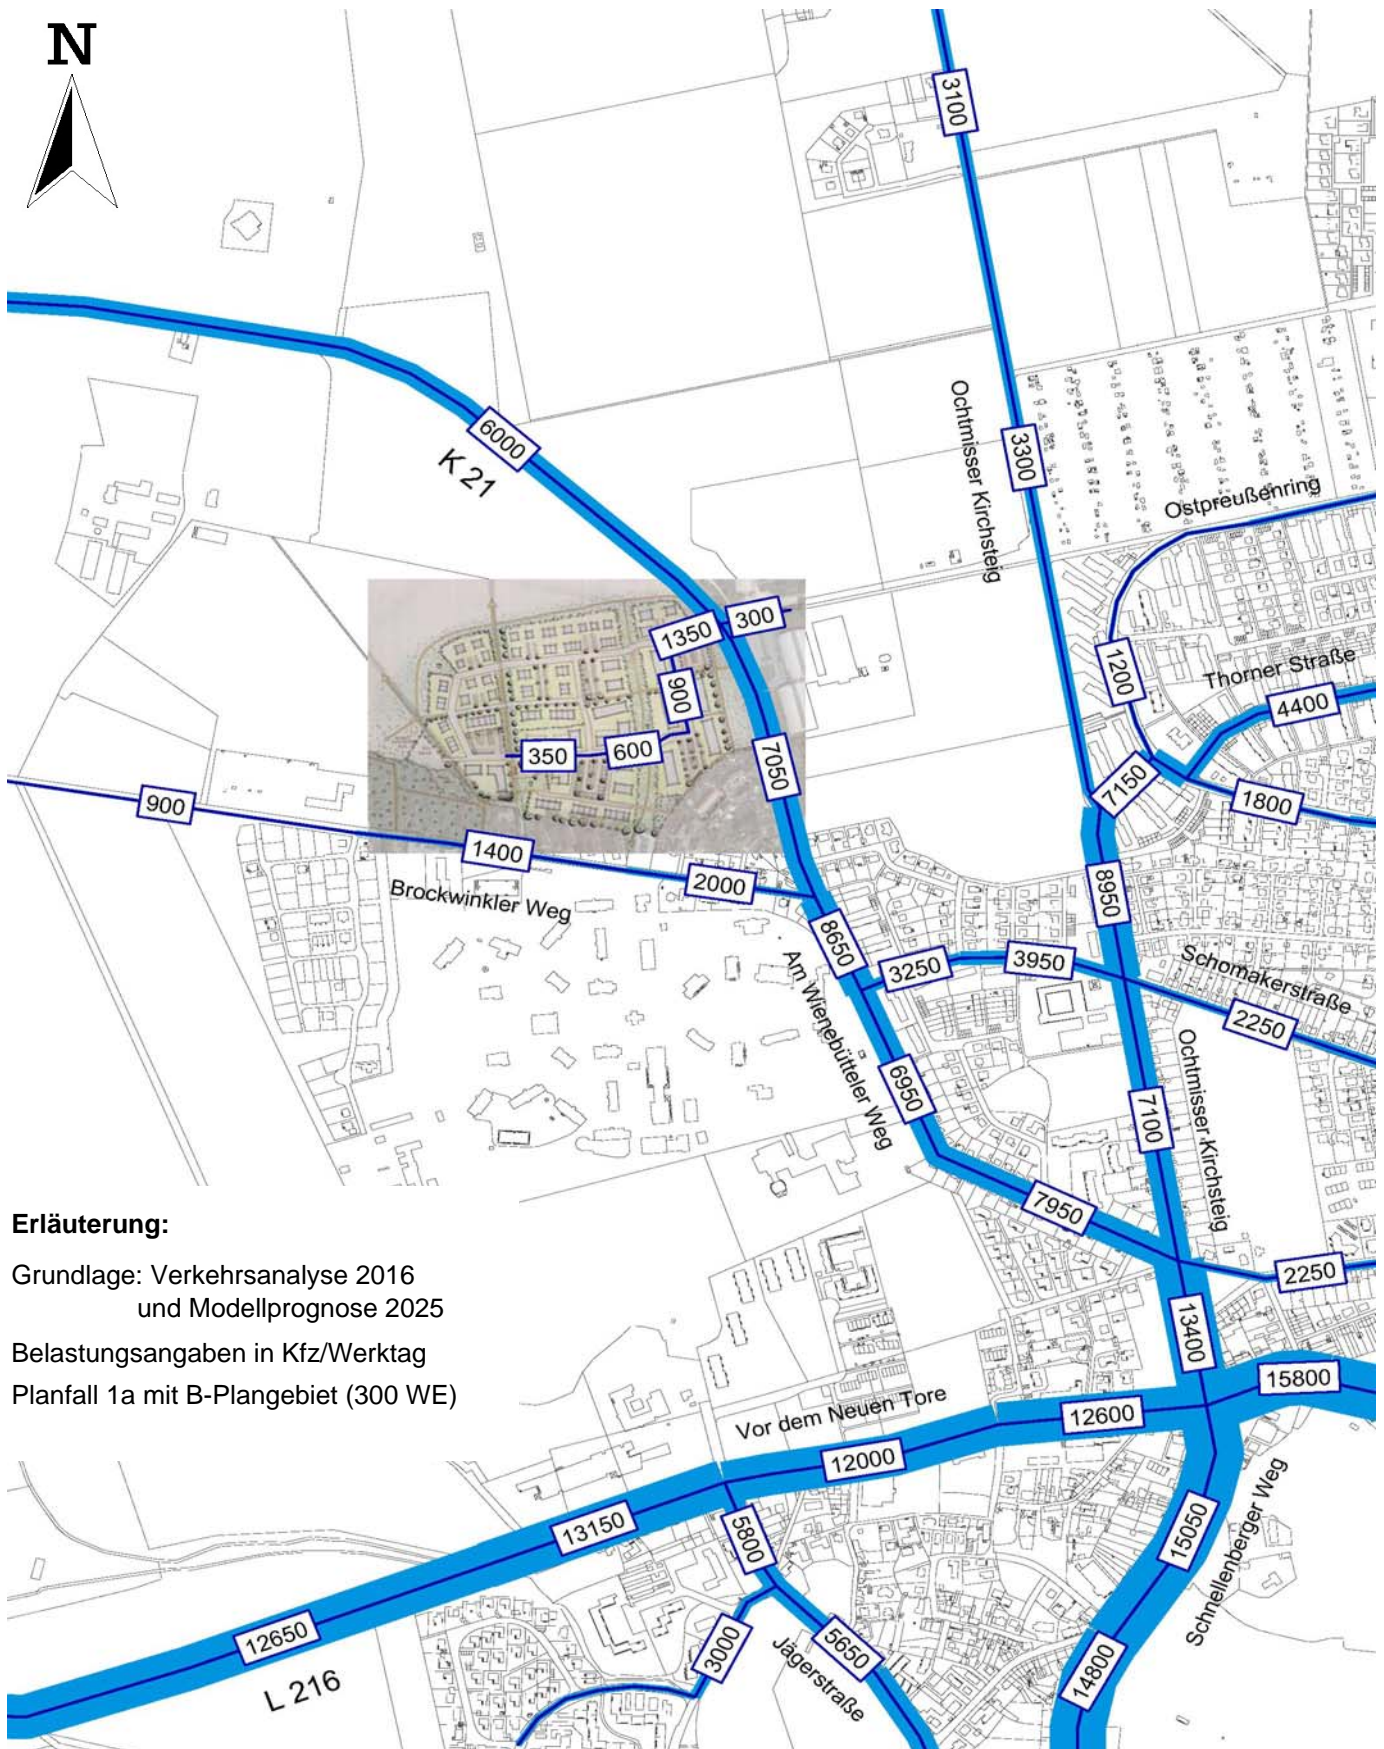 N
3100
Ochtmisser Kirchsteig
3300
6000
K 21
Ostpreußenring
1350
300
1200
Thorner Straße
4400
900
350
600
7050
7150
1800
900
1400
2000
Brockwinkler Weg
8950
8650
3250
3950
Schomakerstraße
2250
Am Wienebütteler Weg
6950
7100
Ochtmisser Kirchsteig
7950
2250
Erläuterung:
Grundlage: Verkehrsanalyse 2016
und Modellprognose 2025
Belastungsangaben in Kfz/Werktag
Planfall 1a mit B-Plangebiet (300 WE)
13400
15800
Vor dem Neuen Tore
12600
12000
13150
5800
15050
Schnellenberger Weg
12650
L 216
3000
Jägerstraße
5650
14800